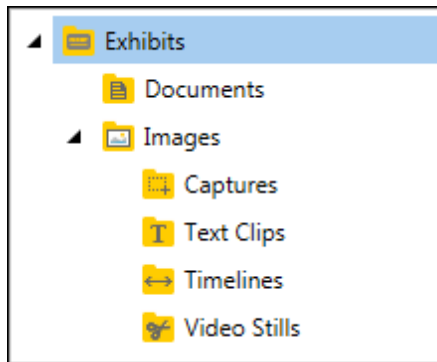 Exhibits
Documents
Images
Captures
Text Clips
Timelines
Video Stills